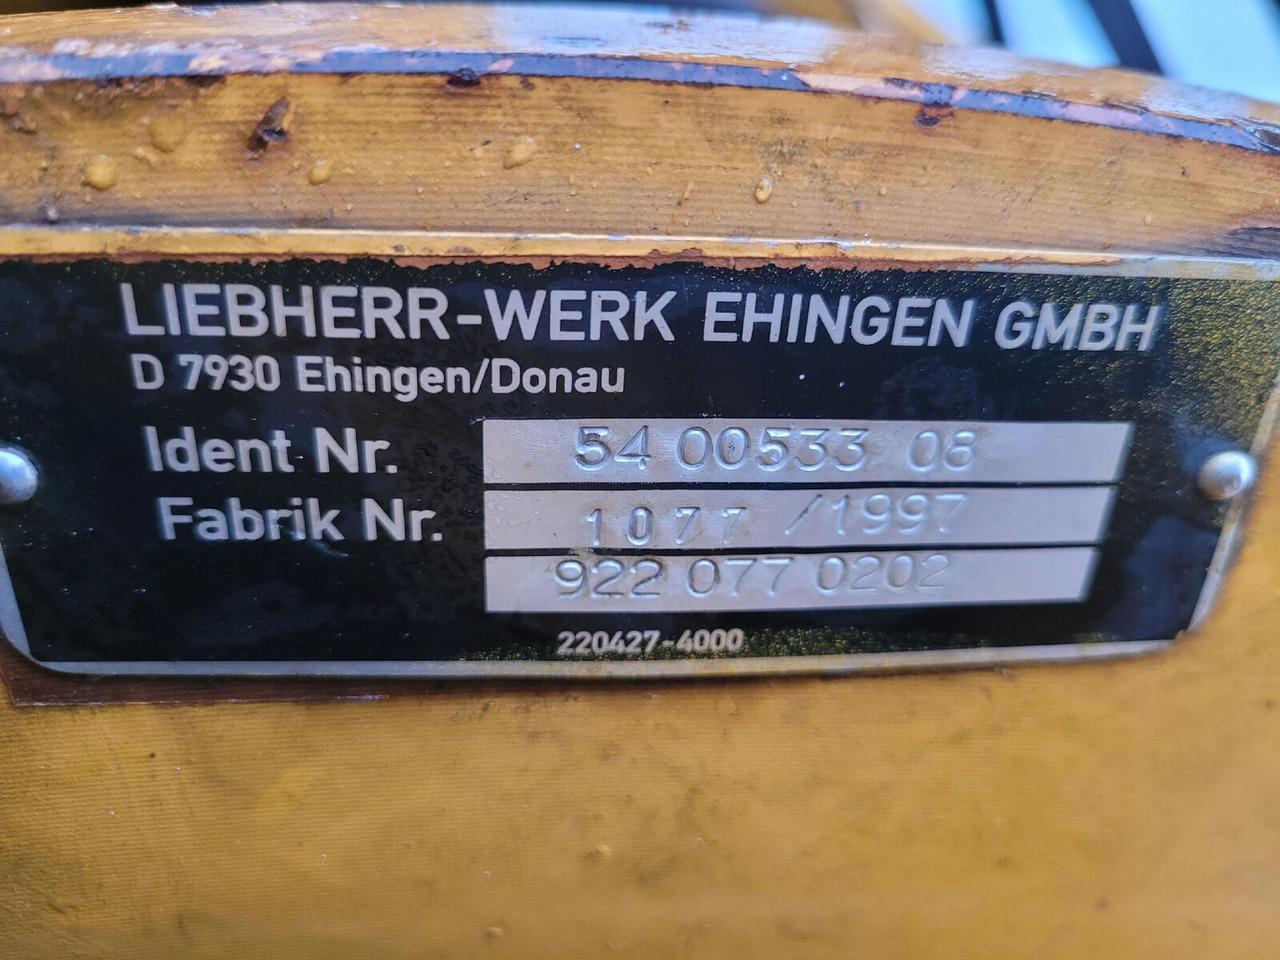 LIEBHERR-WERK EHINGEN GMBH
D 7930 Ehingen/Donau
Ident Nr. 54 00533 08
Fabrik Nr. 1077 /1997
922 077 0202
220427-4000